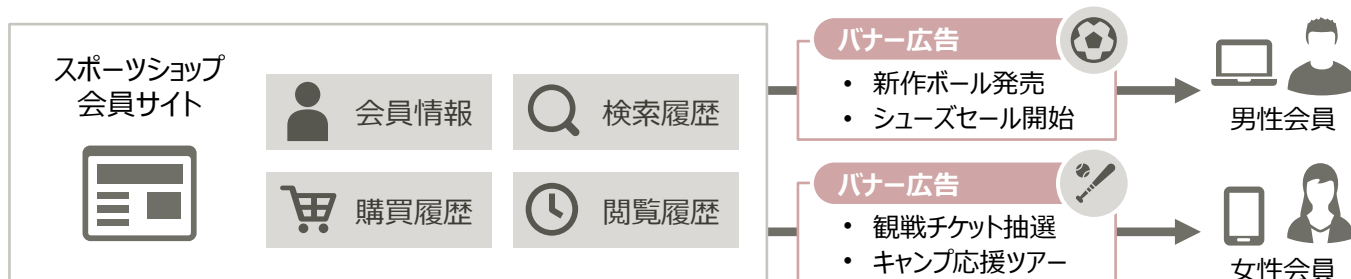 スポーツショップ
会員サイト
会員情報
検索履歴
購買履歴
閲覧履歴
バナー広告
• 新作ボール発売
• シューズセール開始
男性会員
バナー広告
• 観戦チケット抽選
• キャンプ応援ツアー
女性会員